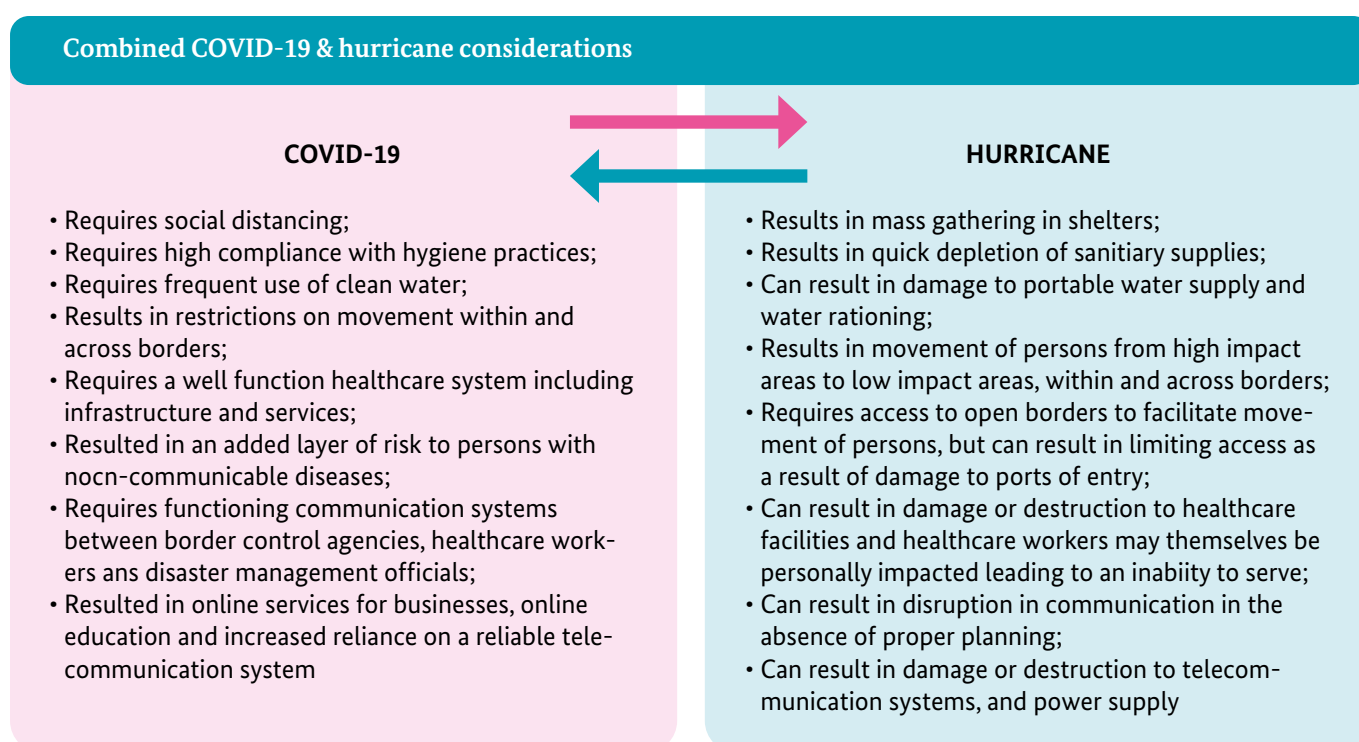 Combined COVID-19 & hurricane considerations
COVID-19
• Requires social distancing;
• Requires high compliance with hygiene practices;
• Requires frequent use of clean water;
• Results in restrictions on movement within and
across borders;
• Requires a well function healthcare system including
infrastructure and services;
• Resulted in an added layer of risk to persons with
nocn-communicable diseases;
• Requires functioning communication systems
between border control agencies, healthcare work-
ers ans disaster management officials;
• Resulted in online services for businesses, online
education and increased reliance on a reliable tele-
communication system
HURRICANE
• Results in mass gathering in shelters;
• Results in quick depletion of sanitiary supplies;
• Can result in damage to portable water supply and
water rationing;
• Results in movement of persons from high impact
areas to low impact areas, within and across borders;
• Requires access to open borders to facilitate move-
ment of persons, but can result in limiting access as
a result of damage to ports of entry;
• Can result in damage or destruction to healthcare
facilities and healthcare workers may themselves be
personally impacted leading to an inabiity to serve;
• Can result in disruption in communication in the
absence of proper planning;
• Can result in damage or destruction to telecom-
munication systems, and power supply